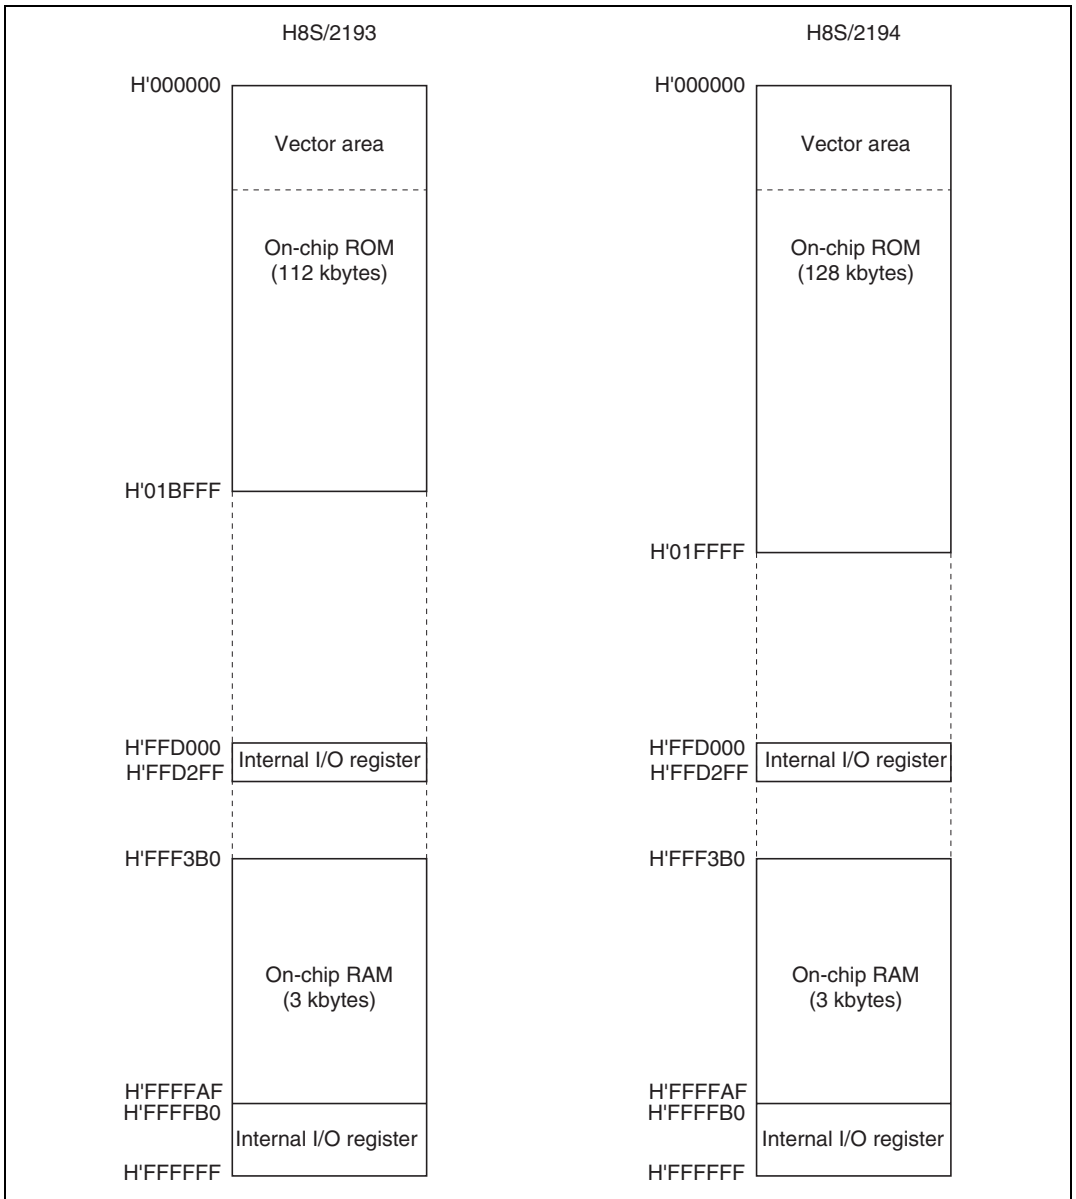 H8S/2193
H'000000
Vector area
On-chip ROM
(112 kbytes)
H'01BFFF
H'FFD000
Internal I/O register
H'FFD2FF
H'FFF3B0
On-chip RAM
(3 kbytes)
H'FFFFAF
H'FFFFB0
Internal I/O register
H'FFFFFF
H8S/2194
H'000000
Vector area
On-chip ROM
(128 kbytes)
H'01FFFF
H'FFD000
Internal I/O register
H'FFD2FF
H'FFF3B0
On-chip RAM
(3 kbytes)
H'FFFFAF
H'FFFFB0
Internal I/O register
H'FFFFFF